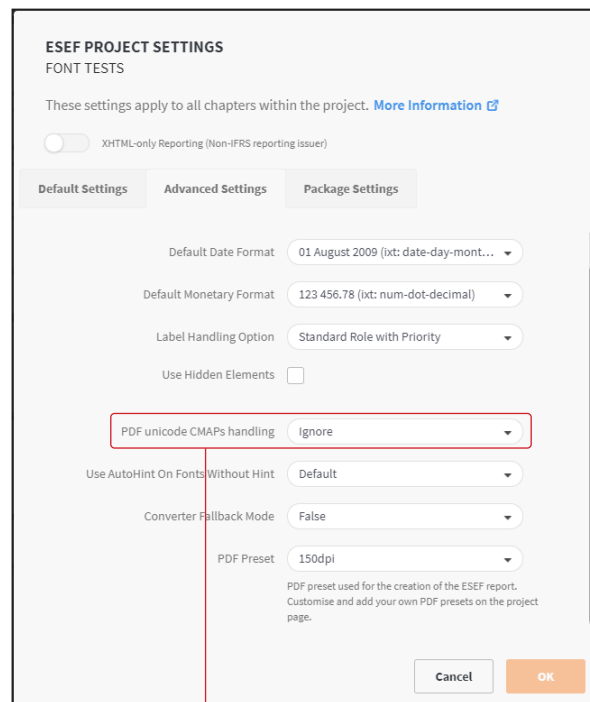 ESEF PROJECT SETTINGS
FONT TESTS
These settings apply to all chapters within the project. More Information
XHTML-only Reporting (Non-IFRS reporting issuer)
Default Settings Advanced Settings Package Settings
Default Date Format 01 August 2009 (ixt: date-day-mont...
Default Monetary Format 123 456.78 (ixt: num-dot-decimal)
Label Handling Option Standard Role with Priority
Use Hidden Elements
PDF unicode CMAPs handling Ignore
Use AutoHint On Fonts Without Hint Default
Converter Fallback Mode False
PDF Preset 150dpi
PDF preset used for the creation of the ESEF report.
Customise and add your own PDF presets on the project
page.
Cancel OK